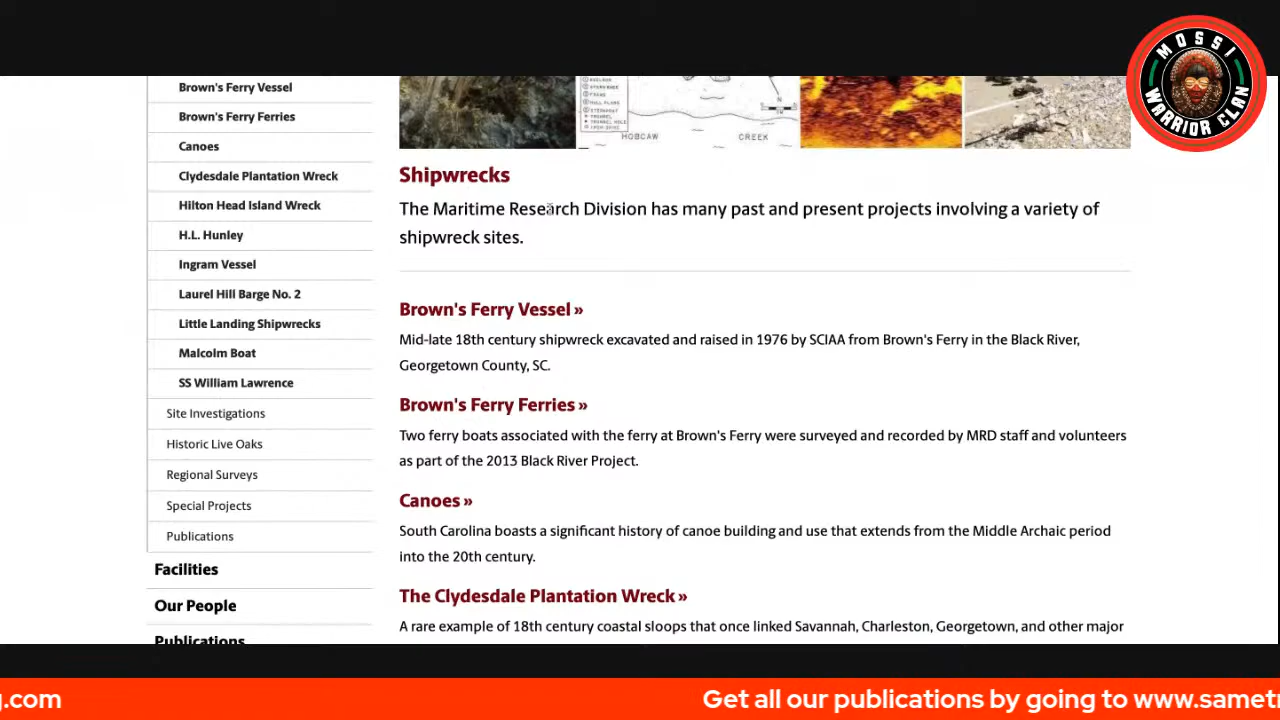 MOSSI
WARRIOR CLAN
HOBCAW
CREEK
Brown's Ferry Vessel
Brown's Ferry Ferries
Canoes
Clydesdale Plantation Wreck
Hilton Head Island Wreck
H.L. Hunley
Ingram Vessel
Laurel Hill Barge No. 2
Little Landing Shipwrecks
Malcolm Boat
SS William Lawrence
Site Investigations
Historic Live Oaks
Regional Surveys
Special Projects
Publications
Facilities
Our People
Publications
Shipwrecks
The Maritime Research Division has many past and present projects involving a variety of
shipwreck sites.
Brown's Ferry Vessel »
Mid-late 18th century shipwreck excavated and raised in 1976 by SCIAA from Brown's Ferry in the Black River,
Georgetown County, SC.
Brown's Ferry Ferries »
Two ferry boats associated with the ferry at Brown's Ferry were surveyed and recorded by MRD staff and volunteers
as part of the 2013 Black River Project.
Canoes »
South Carolina boasts a significant history of canoe building and use that extends from the Middle Archaic period
into the 20th century.
The Clydesdale Plantation Wreck »
A rare example of 18th century coastal sloops that once linked Savannah, Charleston, Georgetown, and other major
g.com
Get all our publications by going to www.samet